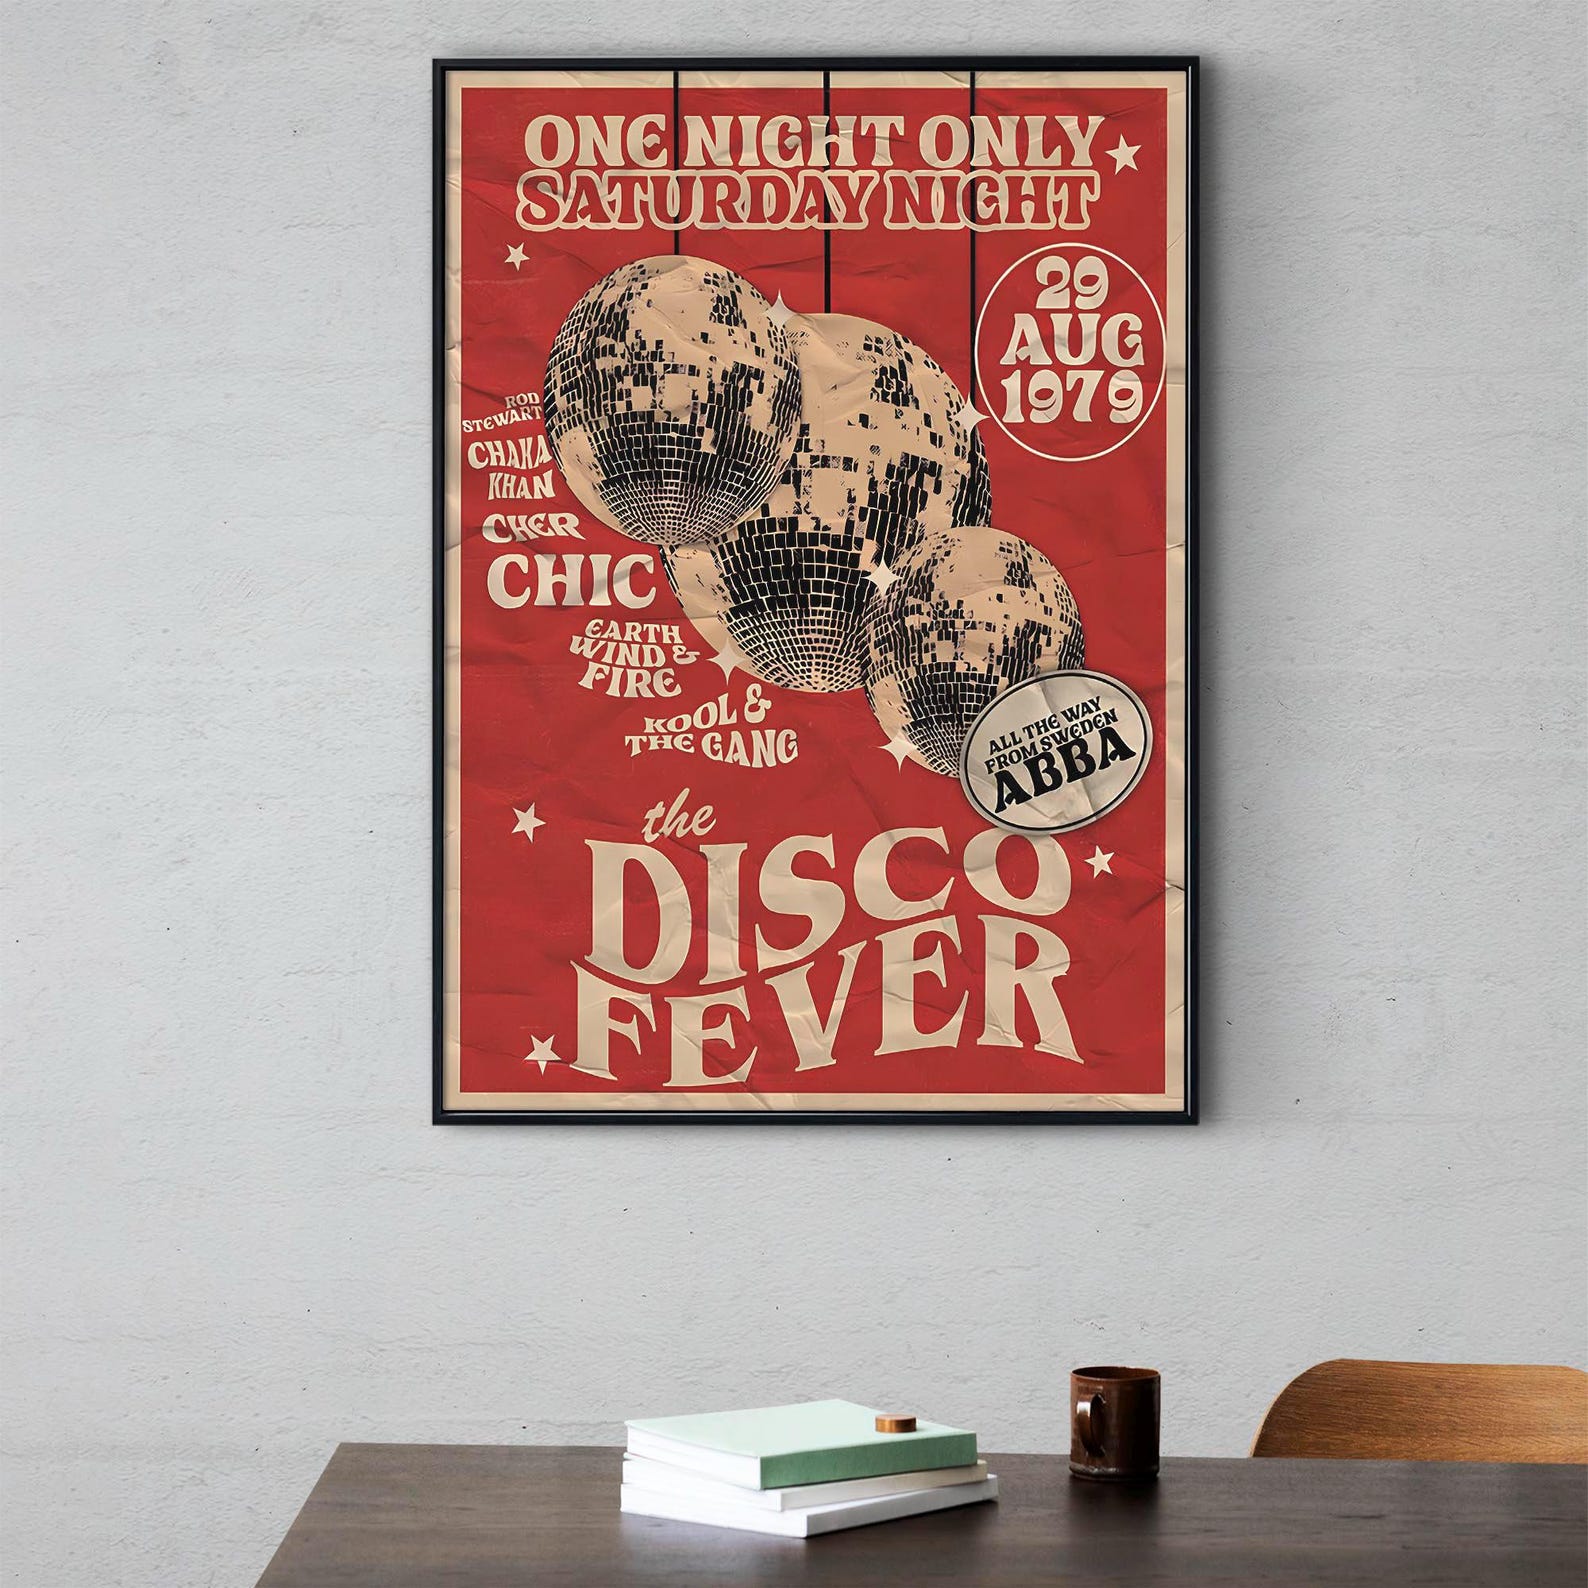 ONE NIGHT ONLY
SATURDAY NIGHT
29
AUG
1979
ROD
STEWART
CHAKA
KHAN
CHER
CHIC
EARTH
WIND &
FIRE
KOOL &
THE GANG
ALL THE WAY
FROM SWEDEN
ABBA
the
DISCO
FEVER